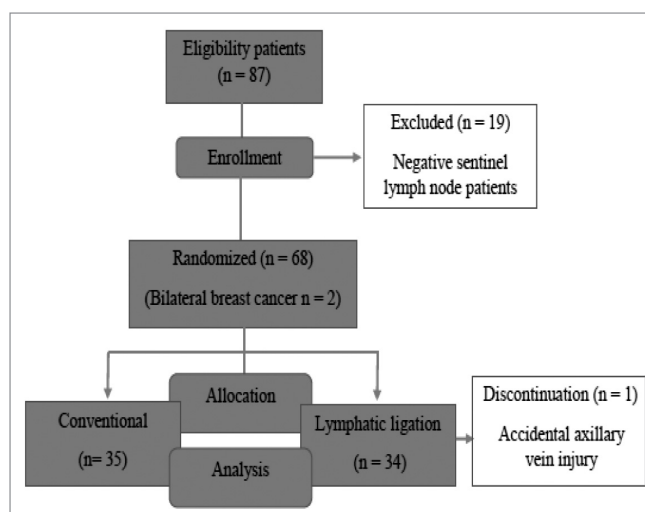 Eligibility patients
(n = 87)
Excluded (n = 19)
Negative sentinel
lymph node patients
Enrollment
Randomized (n = 68)
(Bilateral breast cancer n = 2)
Allocation
Conventional
(n= 35)
Lymphatic ligation
(n = 34)
Analysis
Discontinuation (n = 1)
Accidental axillary
vein injury